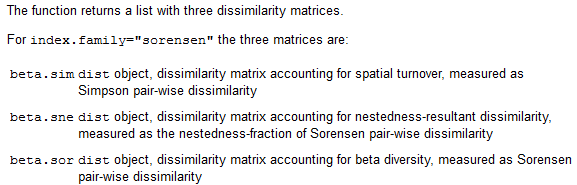 The function returns a list with three dissimilarity matrices.
For index.family="sorensen" the three matrices are:
beta.sim dist object, dissimilarity matrix accounting for spatial turnover, measured as
Simpson pair-wise dissimilarity
beta.sne dist object, dissimilarity matrix accounting for nestedness-resultant dissimilarity,
measured as the nestedness-fraction of Sorensen pair-wise dissimilarity
beta.sor dist object, dissimilarity matrix accounting for beta diversity, measured as Sorensen
pair-wise dissimilarity